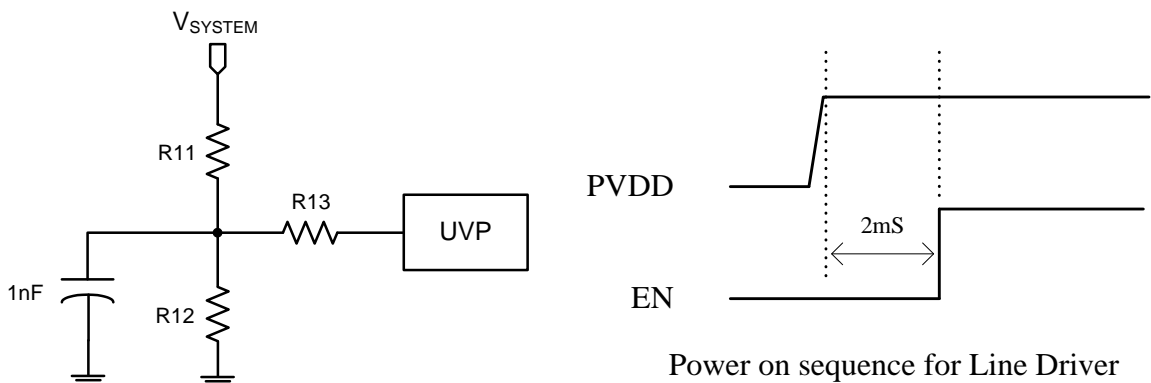 VSYSTEM
R11
R13
UVP
1nF
R12
PVDD
2mS
EN
Power on sequence for Line Driver